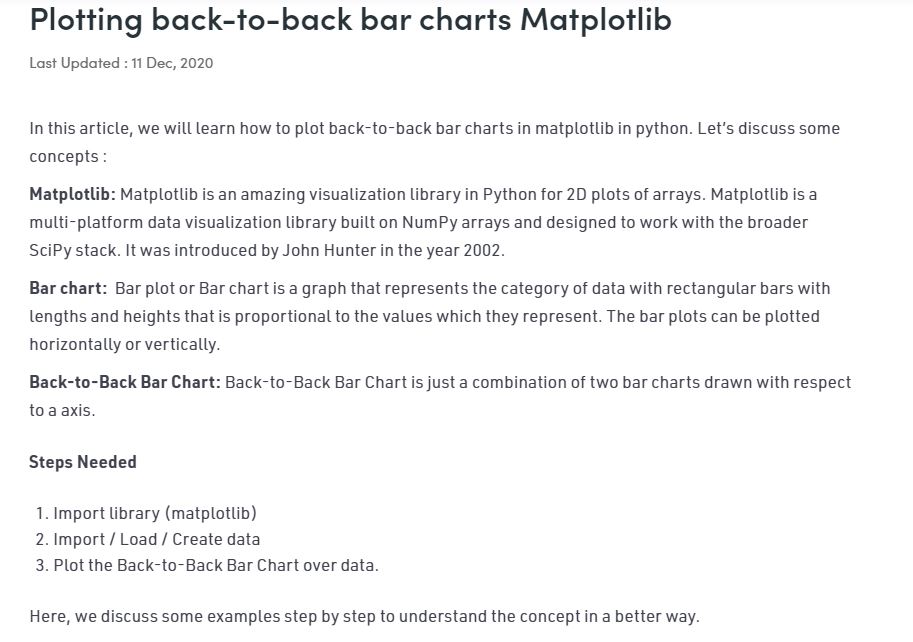 Plotting back-to-back bar charts Matplotlib
Last Updated : 11 Dec, 2020
In this article, we will learn how to plot back-to-back bar charts in matplotlib in python. Let’s discuss some
concepts :
Matplotlib: Matplotlib is an amazing visualization library in Python for 2D plots of arrays. Matplotlib is a
multi-platform data visualization library built on NumPy arrays and designed to work with the broader
SciPy stack. It was introduced by John Hunter in the year 2002.
Bar chart:  Bar plot or Bar chart is a graph that represents the category of data with rectangular bars with
lengths and heights that is proportional to the values which they represent. The bar plots can be plotted
horizontally or vertically.
Back-to-Back Bar Chart: Back-to-Back Bar Chart is just a combination of two bar charts drawn with respect
to a axis.
Steps Needed
1. Import library (matplotlib)
2. Import / Load / Create data
3. Plot the Back-to-Back Bar Chart over data.
Here, we discuss some examples step by step to understand the concept in a better way.